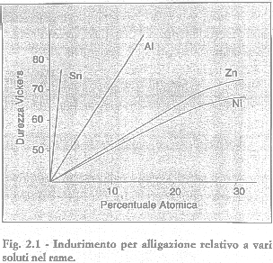 Al
80
Sn
Zn
70
Ni
60
50
Durezza Vickers
10
20
30
Percentuale Atomica
Fig. 2.1 - Indurimento per alligazione relativo a vari
soluti nel rame.